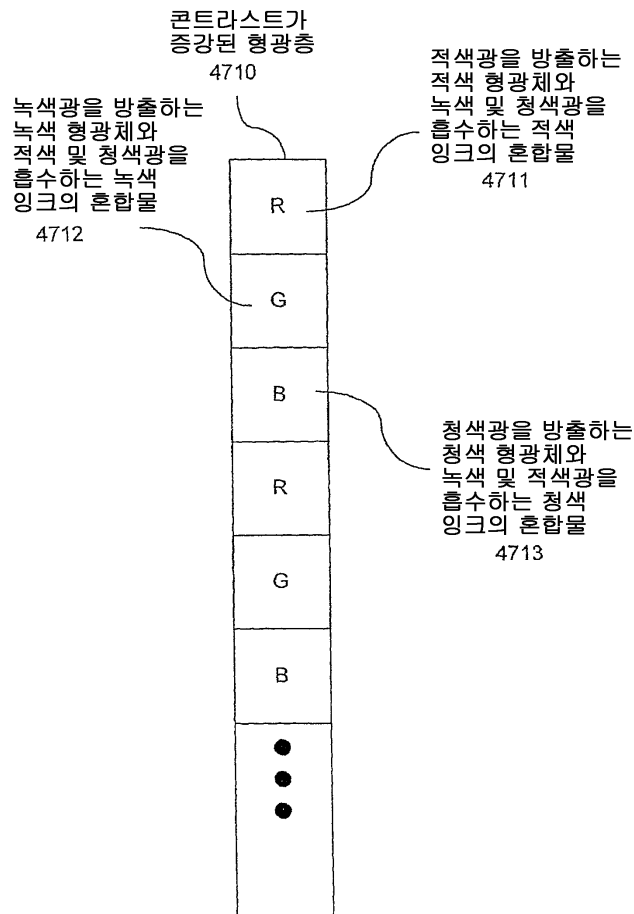 콘트라스트가
증강된 형광층
4710
적색광을 방출하는
적색 형광체와
녹색 및 청색광을
흡수하는 적색
잉크의 혼합물
4711
녹색광을 방출하는
녹색 형광체와
적색 및 청색광을
흡수하는 녹색
잉크의 혼합물
4712
R
G
B
R
G
B
청색광을 방출하는
청색 형광체와
녹색 및 적색광을
흡수하는 청색
잉크의 혼합물
4713